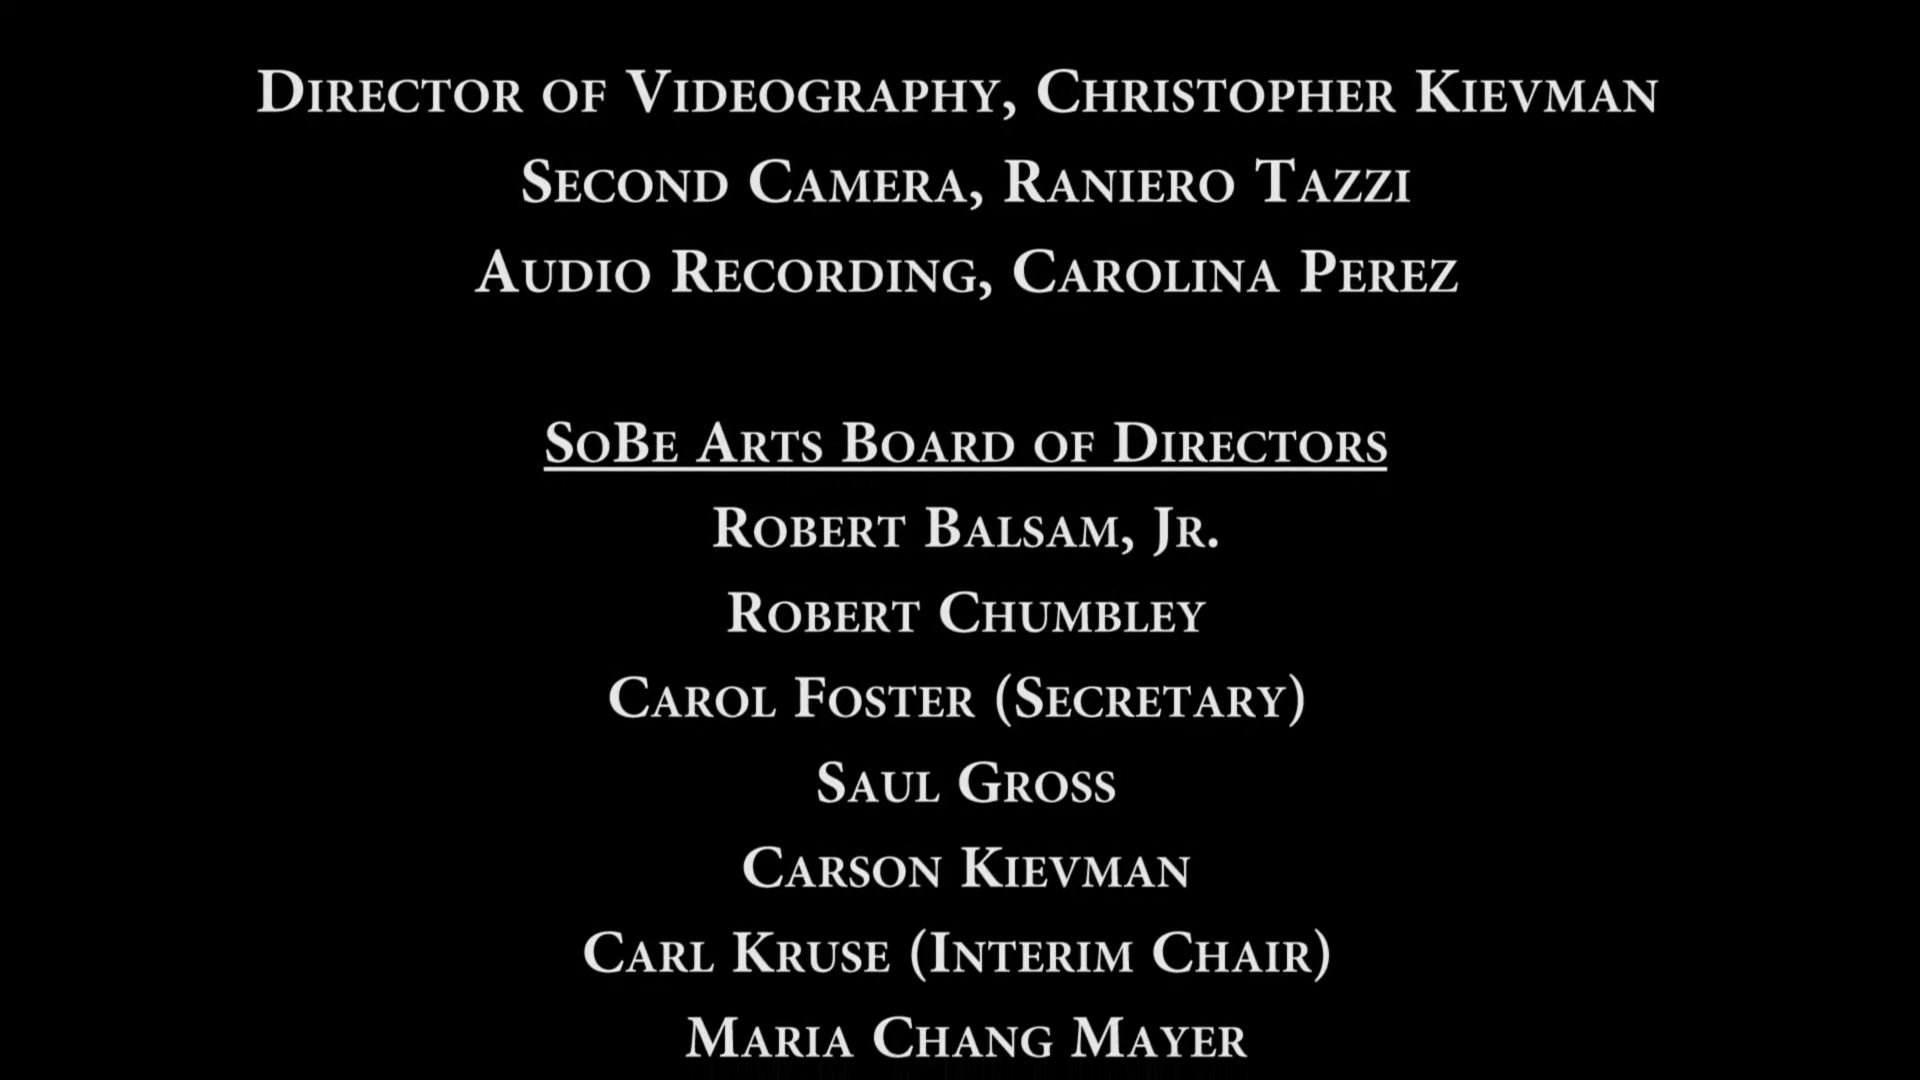 Director of Videography, Christopher Kievman
Second Camera, Raniero Tazzi
Audio Recording, Carolina Perez
SoBe Arts Board of Directors
Robert Balsam, Jr.
Robert Chumbley
Carol Foster (Secretary)
Saul Gross
Carson Kievman
Carl Kruse (Interim Chair)
Maria Chang Mayer